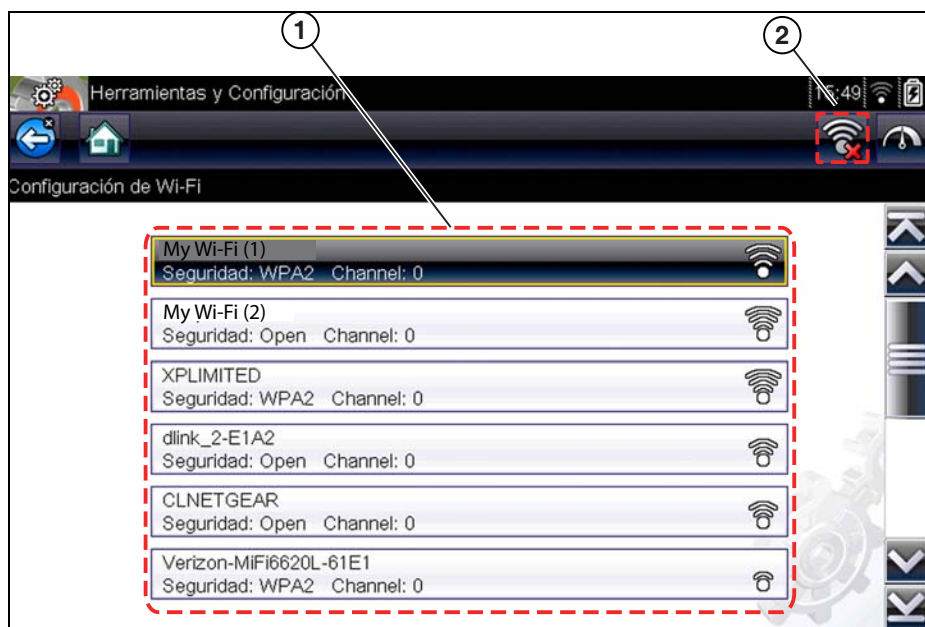 1
2
Herramientas y Configuración
15:49
Configuración de Wi-Fi
My Wi-Fi (1)
Seguridad: WPA2 Channel: 0
My Wi-Fi (2)
Seguridad: Open Channel: 0
XPLIMITED
Seguridad: WPA2 Channel: 0
dlink_2-E1A2
Seguridad: Open Channel: 0
CLNETGEAR
Seguridad: Open Channel: 0
Verizon-MiFi6620L-61E1
Seguridad: WPA2 Channel: 0